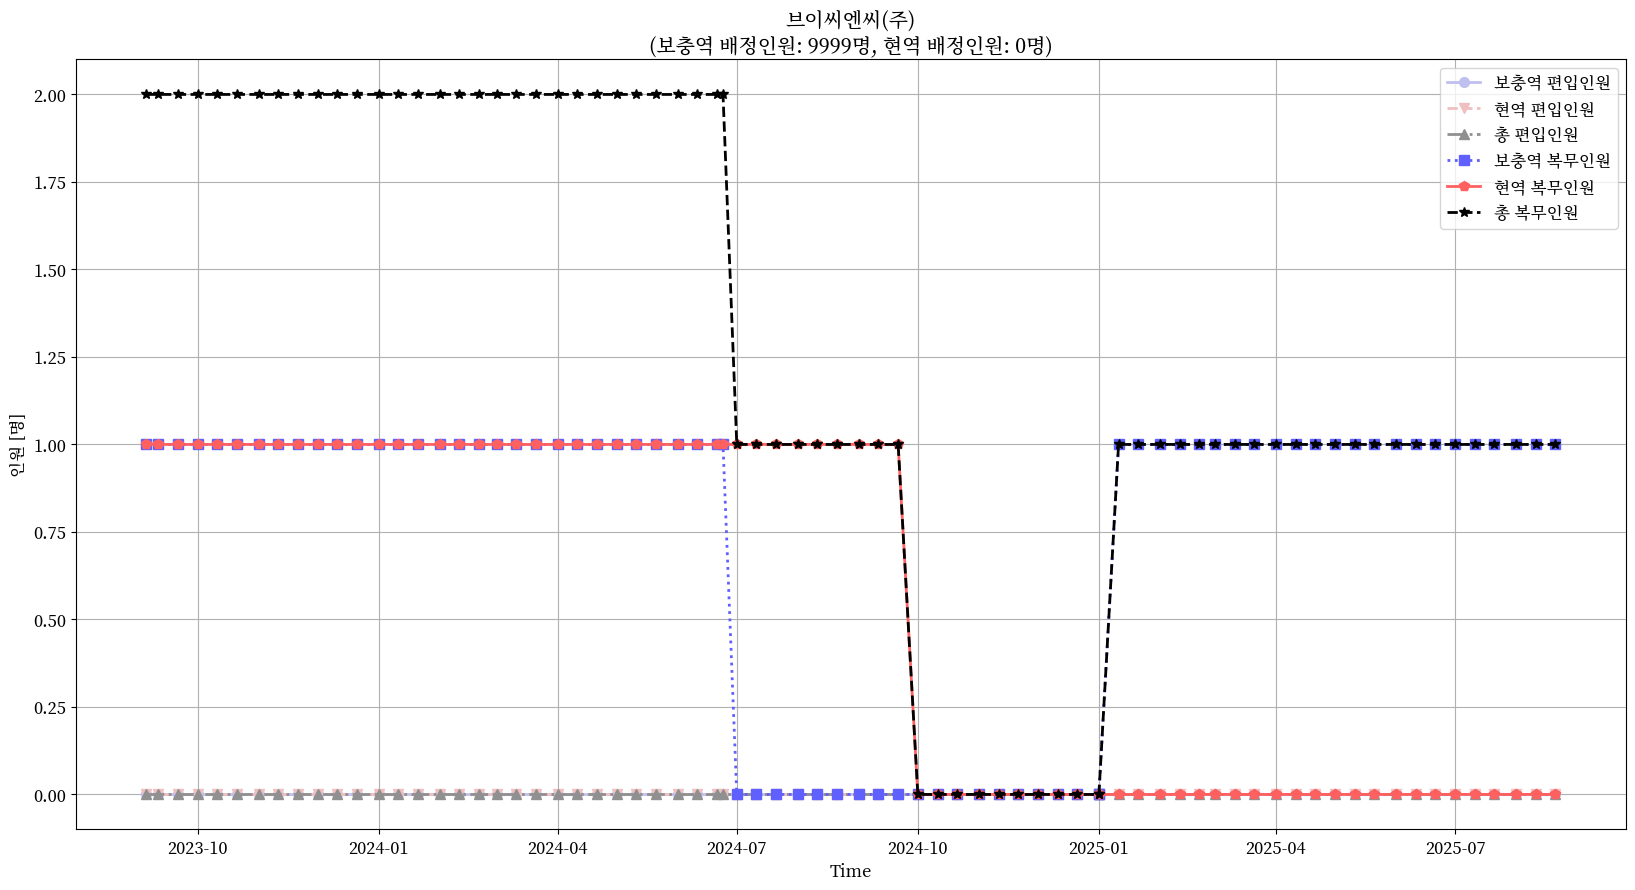 브이씨엔씨(주)
(보충역 배정인원: 9999명, 현역 배정인원: 0명)
보충역 편입인원
현역 편입인원
총 편입인원
보충역 복무인원
현역 복무인원
총 복무인원
2.00
1.75
1.50
1.25
1.00
0.75
0.50
0.25
0.00
인원 [명]
2023-10
2024-01
2024-04
2024-07
2024-10
2025-01
2025-04
2025-07
Time